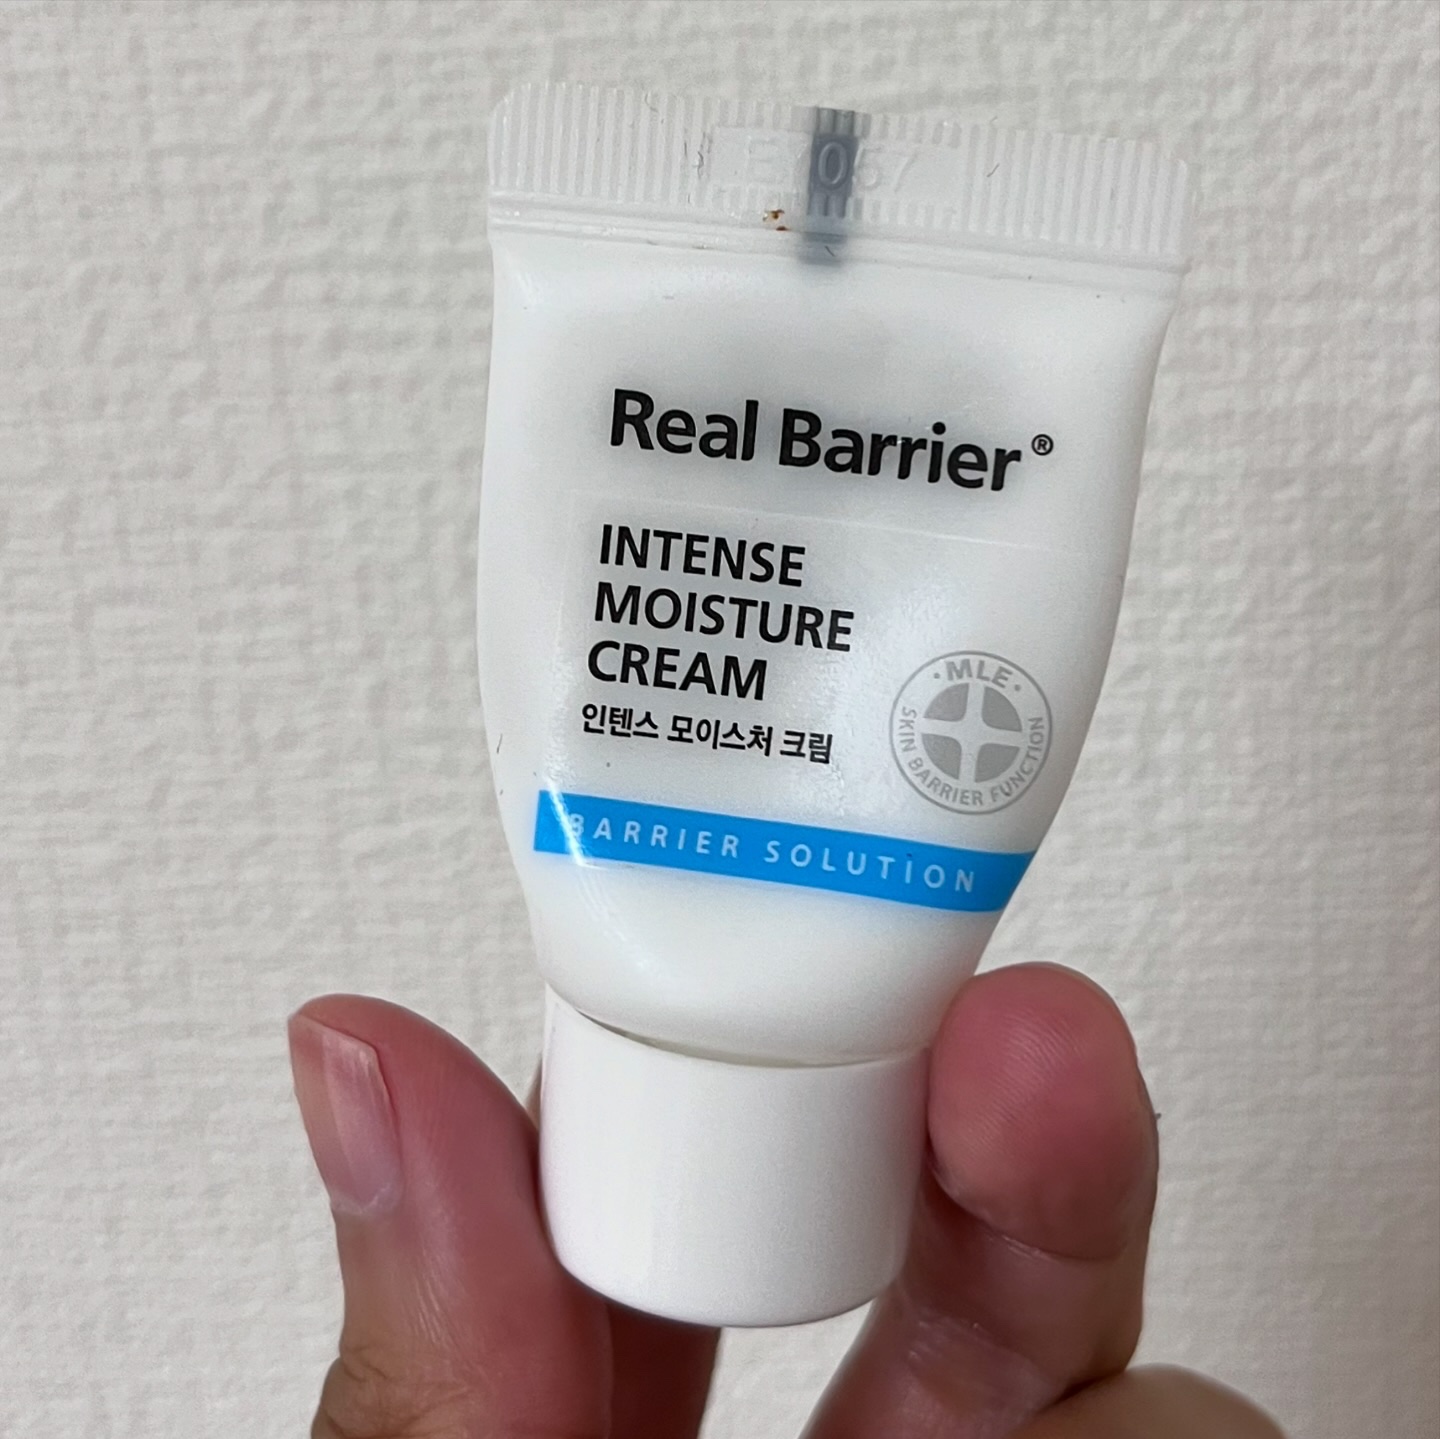 Real Barrier®
INTENSE
MOISTURE
CREAM
인텐스 모이스처 크림
·MLE·
SKIN BARRIER FUNCTION
BARRIER SOLUTION